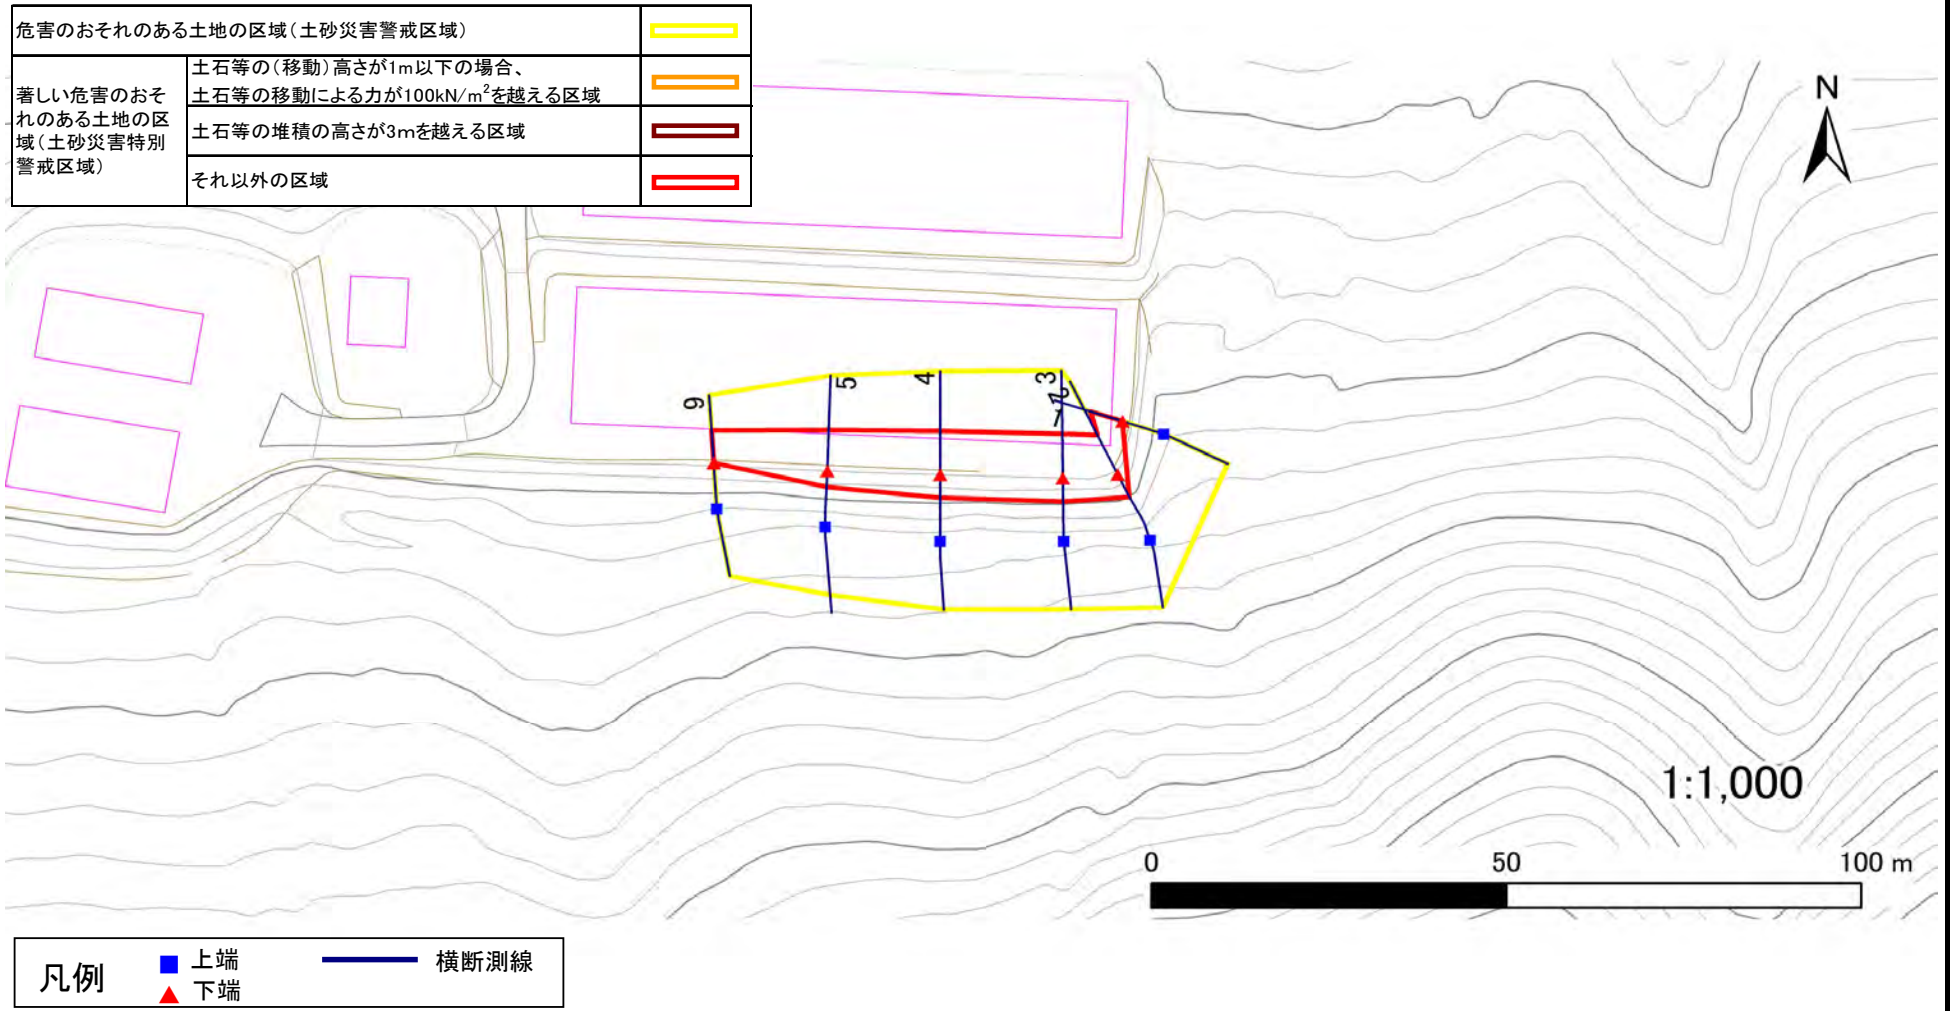 危害のおそれのある土地の区域(土砂災害警戒区域)
著しい危害のおそ
れのある土地の区
域(土砂災害特別
警戒区域)
土石等の(移動)高さが1m以下の場合、
土石等の移動による力が100kN/m²を越える区域
土石等の堆積の高さが3mを越える区域
それ以外の区域
N
9
5
4
3
2
1
1:1,000
0 50 100 m
凡例
上端
下端
横断測線